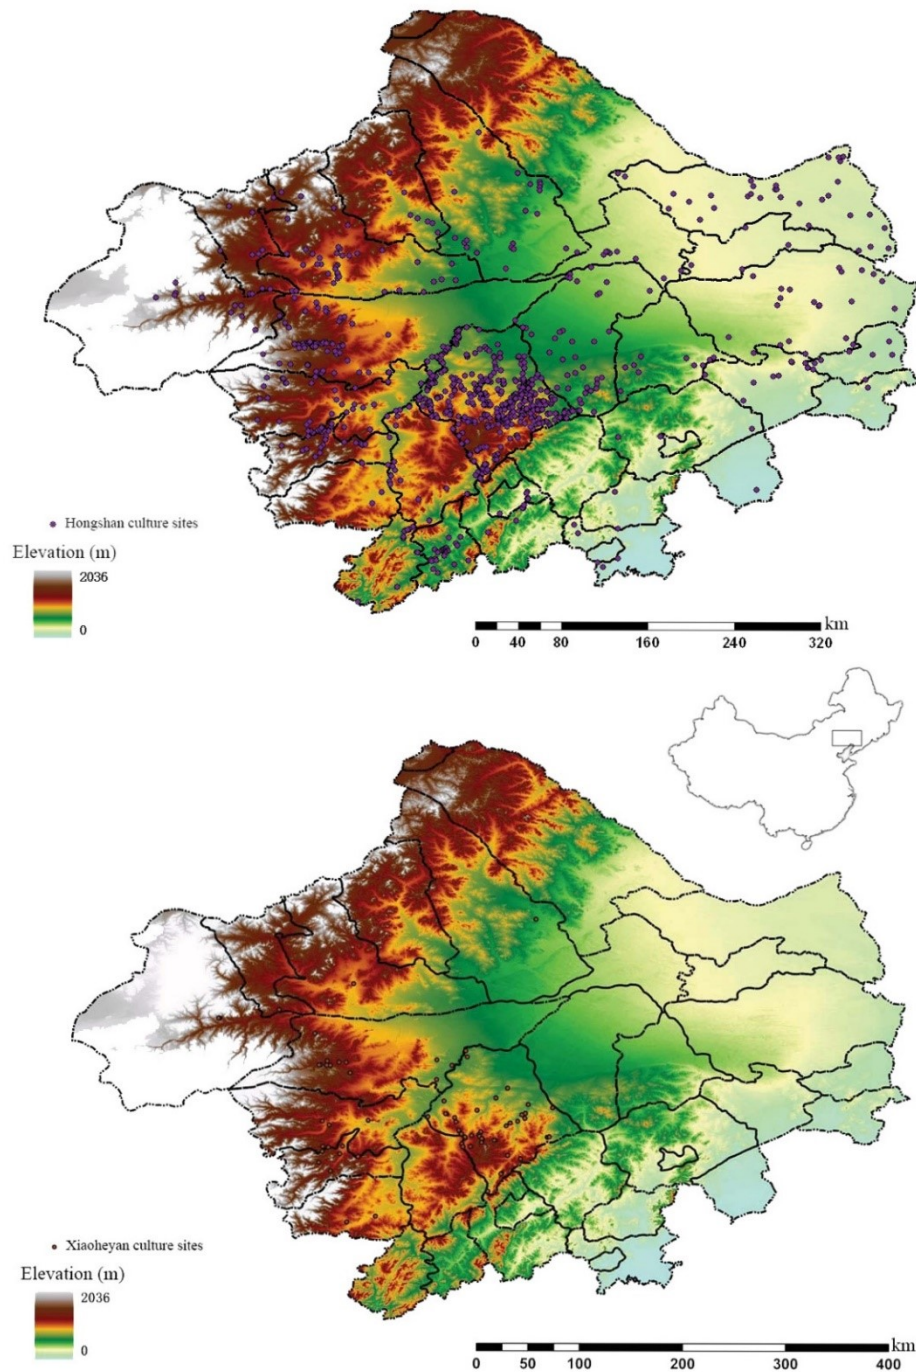 Hongshan culture sites
Elevation (m)
2036
0
km
0 20 40 80 160 240 320
Xiaoheyan culture sites
Elevation (m)
2036
0
km
0 50 100 200 300 400